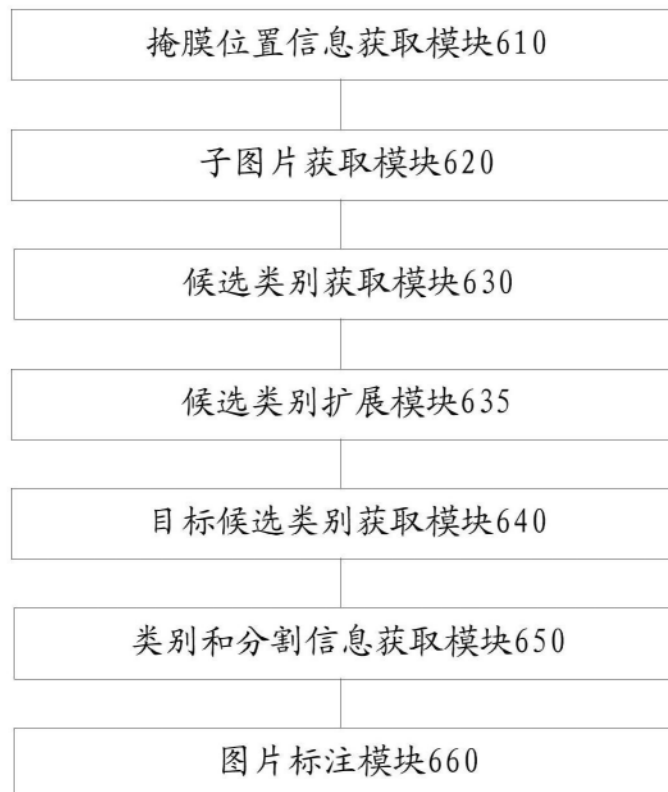 掩膜位置信息获取模块610
子图片获取模块620
候选类别获取模块630
候选类别扩展模块635
目标候选类别获取模块640
类别和分割信息获取模块650
图片标注模块660